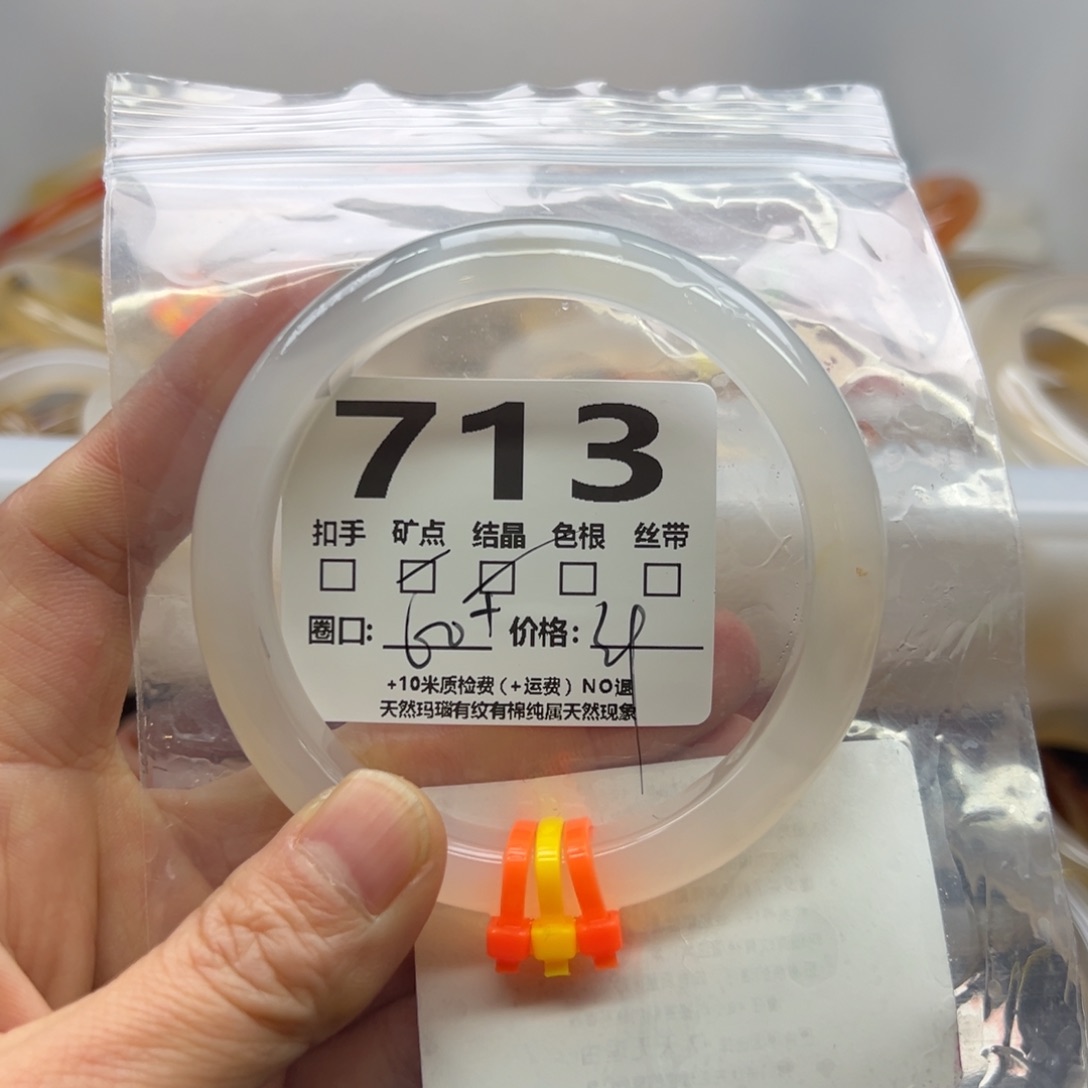 713
扣手 矿点 结晶 色根 丝带
圈口: 60+ 价格:
+10米质检费(+运费) NO退
天然玛瑙有纹有棉纯属天然现象